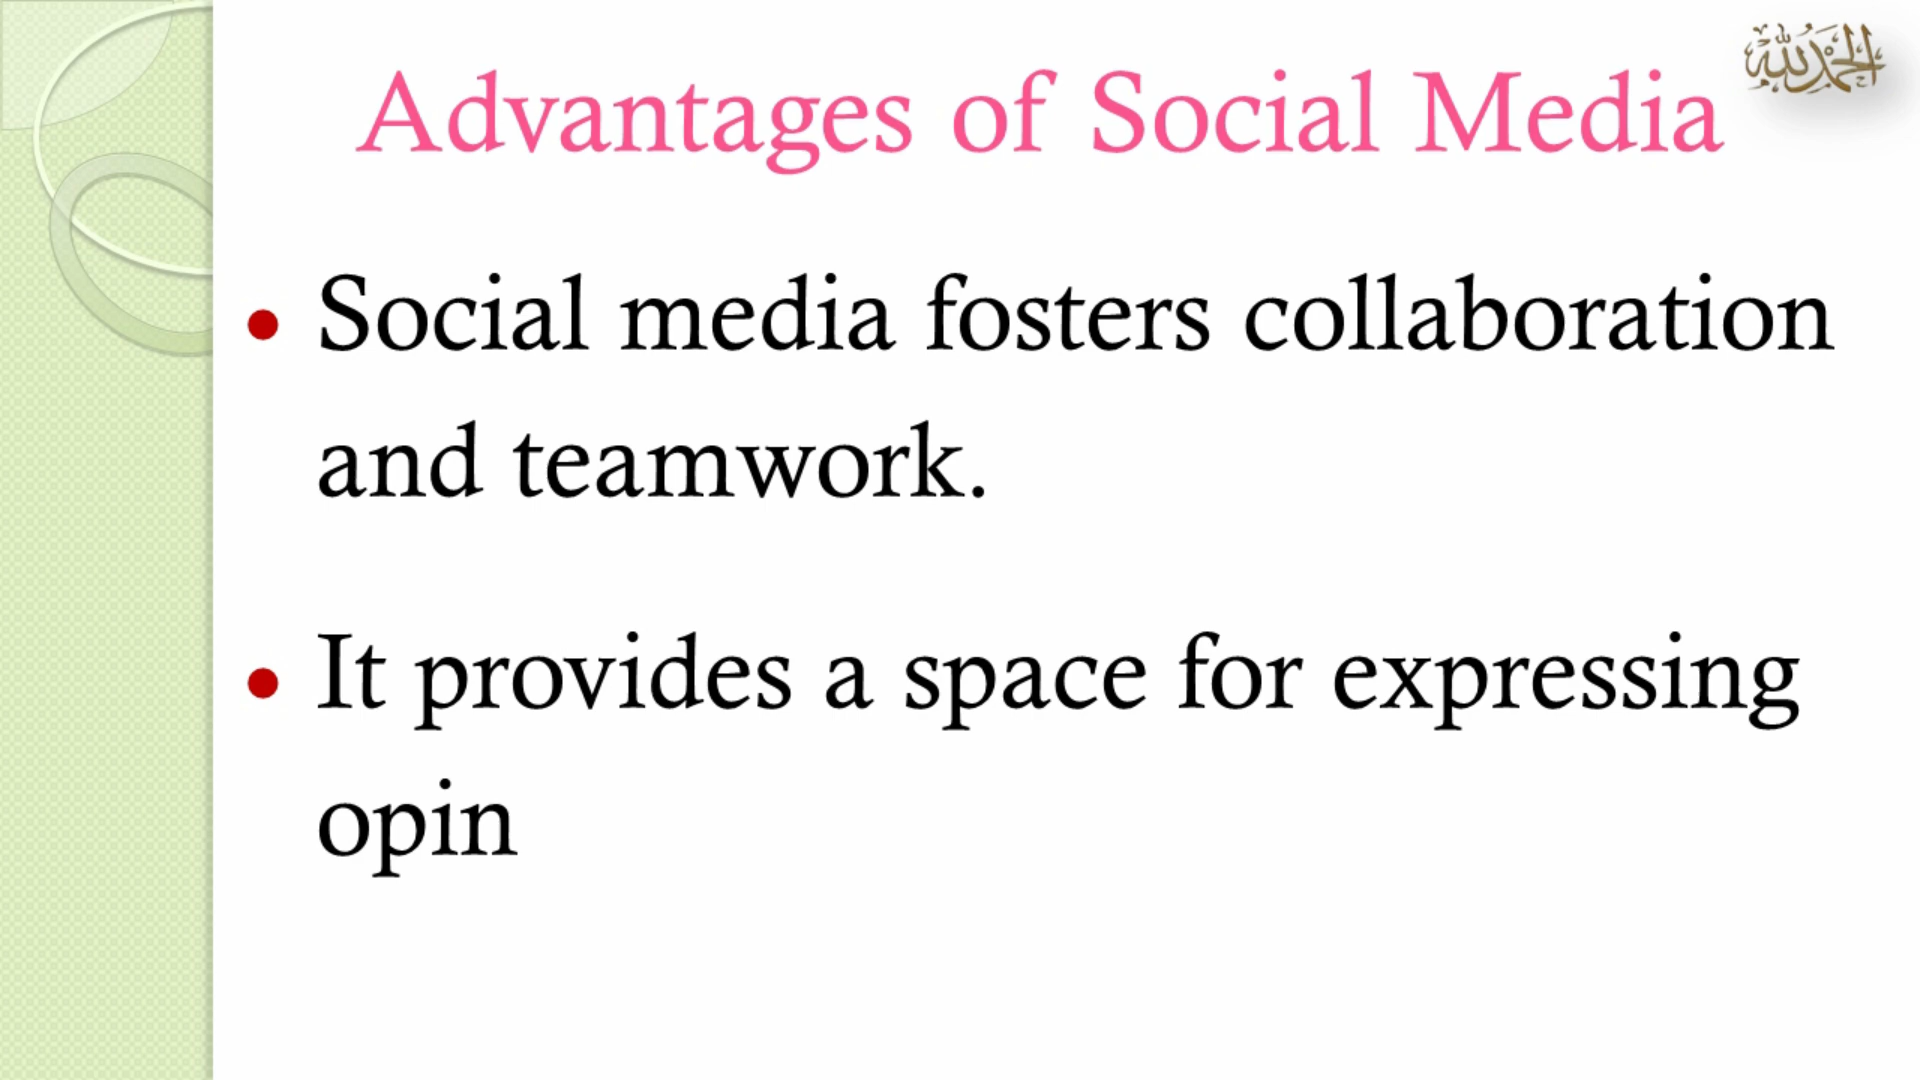 الحمد لله
Advantages of Social Media
• Social media fosters collaboration
and teamwork.
• It provides a space for expressing
opin